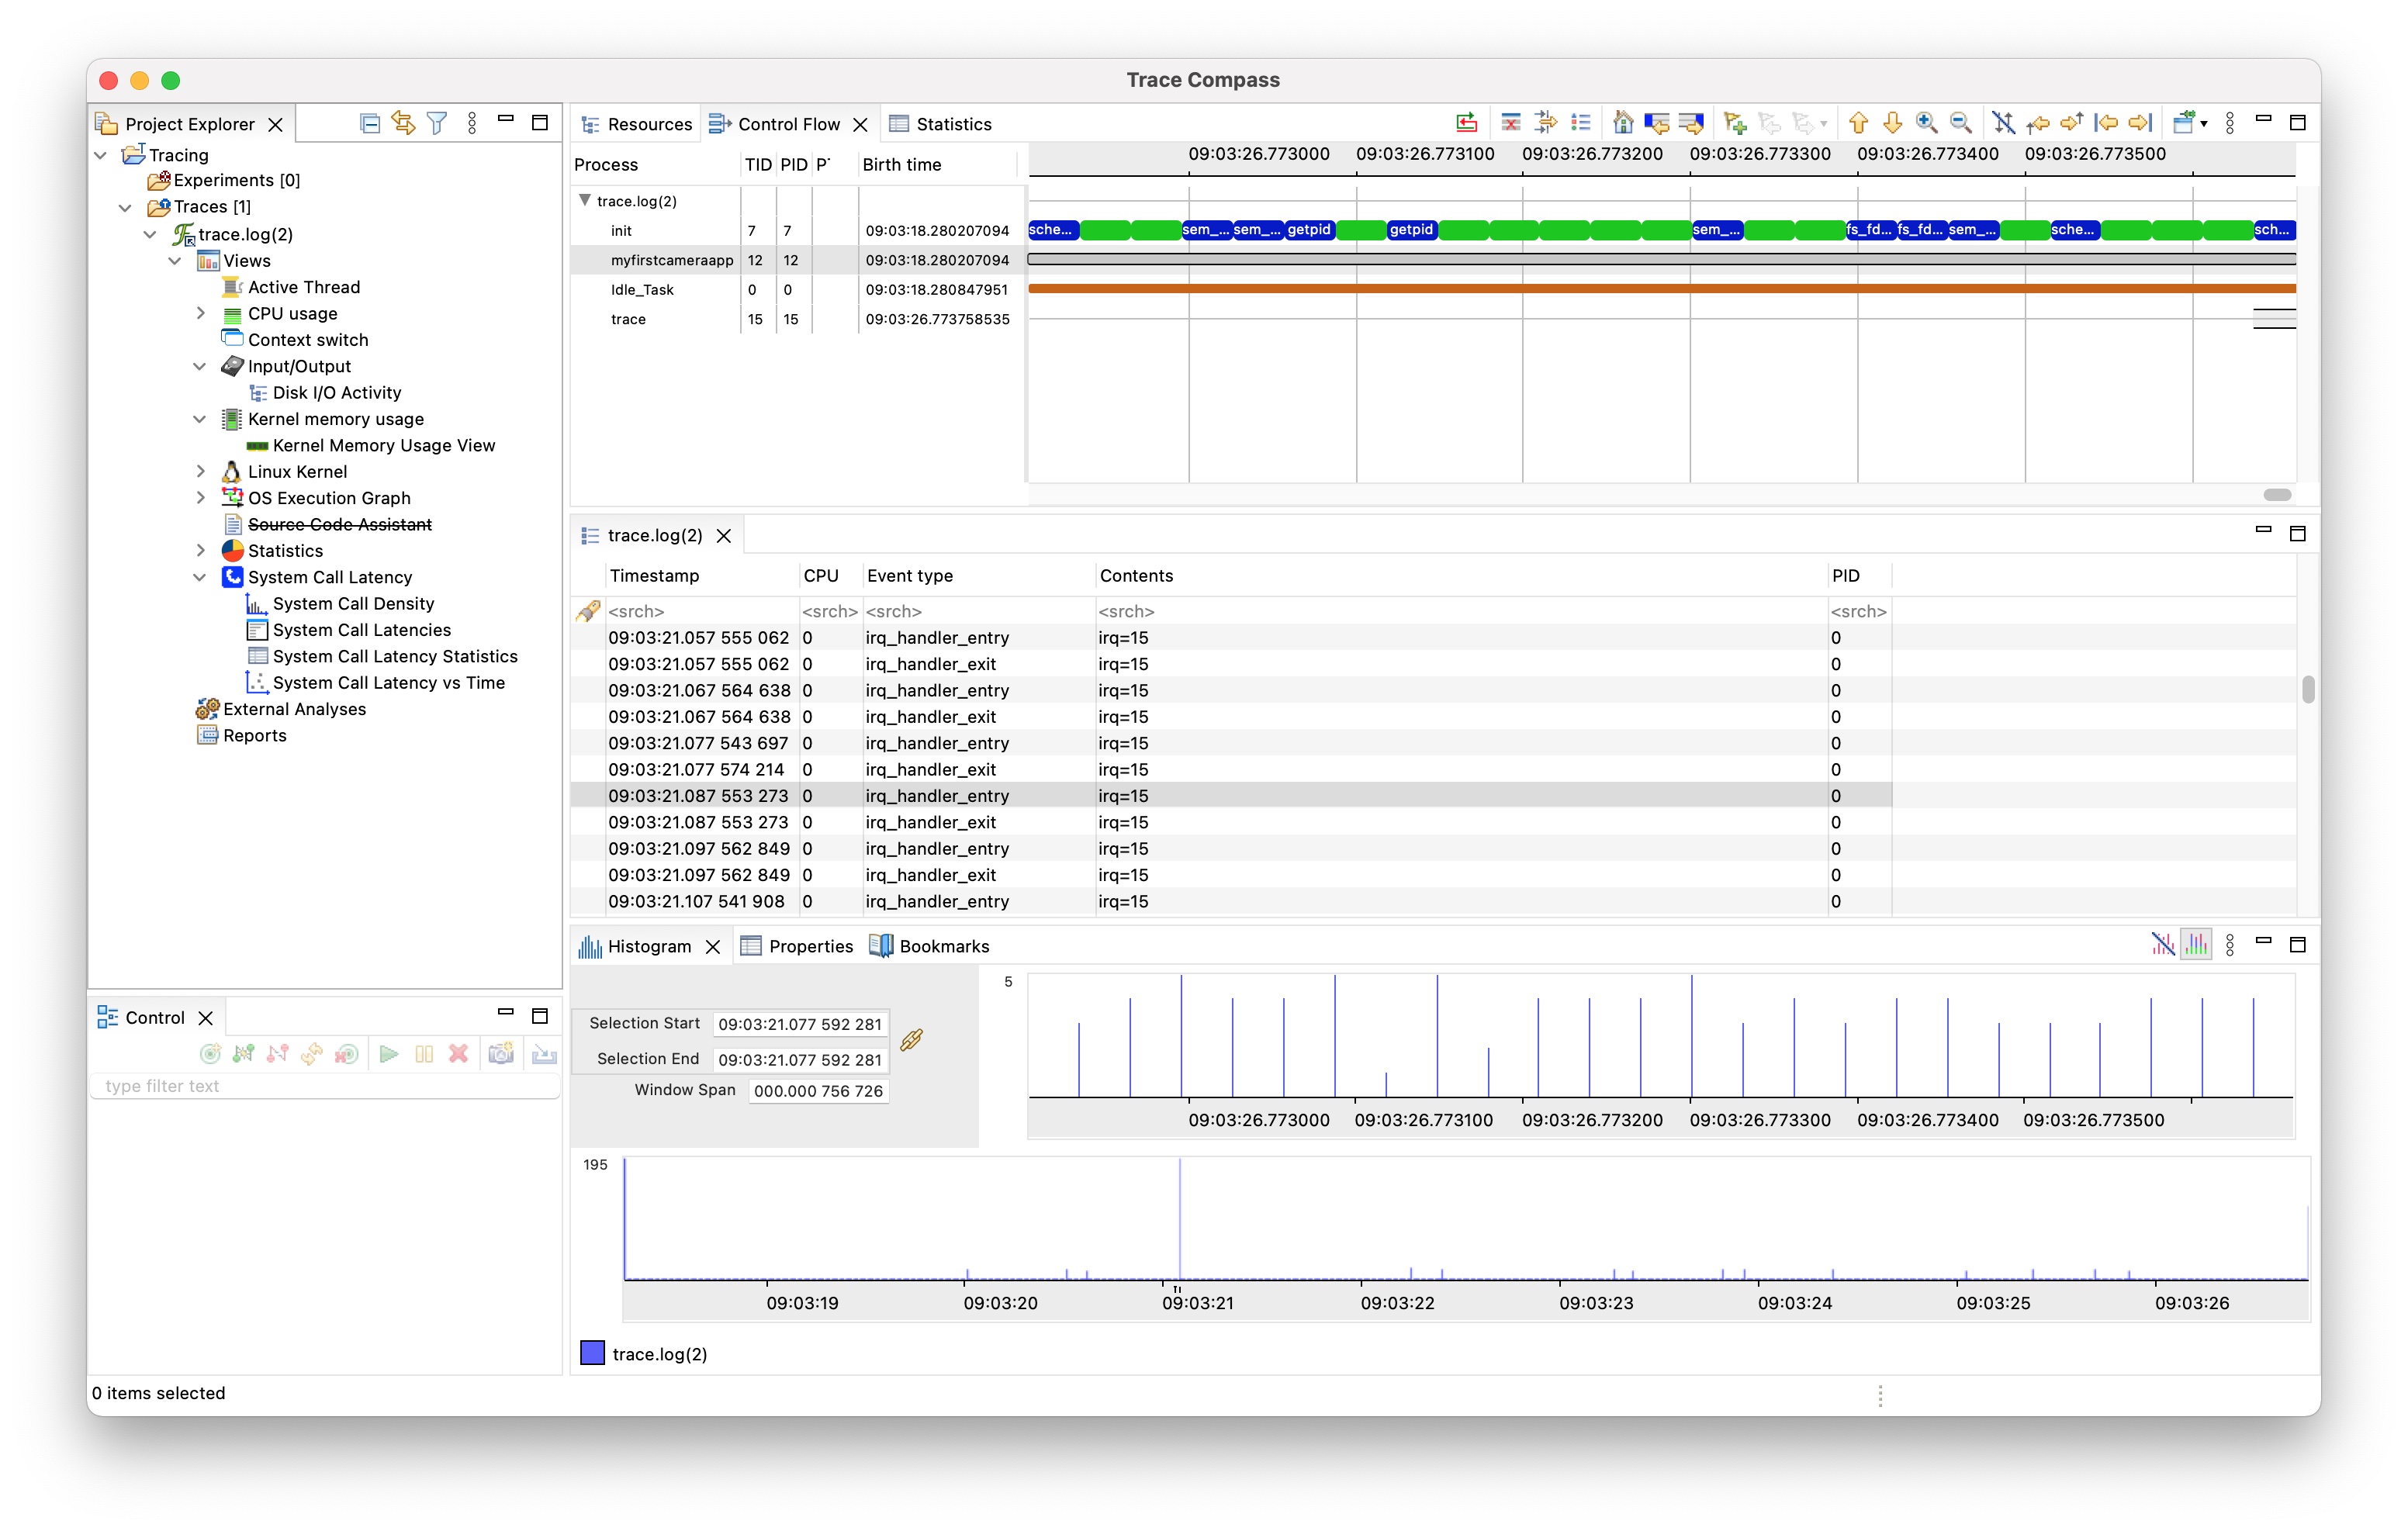 Trace Compass
Project Explorer
Tracing
Experiments [0]
Traces [1]
trace.log(2)
Views
Active Thread
CPU usage
Context switch
Input/Output
Disk I/O Activity
Kernel memory usage
Kernel Memory Usage View
Linux Kernel
OS Execution Graph
Source Code Assistant
Statistics
System Call Latency
System Call Density
System Call Latencies
System Call Latency Statistics
System Call Latency vs Time
External Analyses
Reports
Control
type filter text
0 items selected
Resources Control Flow Statistics
Process TID PID Birth time
09:03:26.773000 09:03:26.773100 09:03:26.773200 09:03:26.773300 09:03:26.773400 09:03:26.773500
trace.log(2)
init 7 7 09:03:18.280207094 sche... sem_... sem_... getpid getpid sem_... fs_fd... fs_fd... sem_... sche... sch...
myfirstcameraapp 12 12 09:03:18.280207094
Idle_Task 0 0 09:03:18.280847951
trace 15 15 09:03:26.773758535
trace.log(2)
Timestamp CPU Event type Contents PID
<srch> <srch> <srch> <srch> <srch>
09:03:21.057 555 062 0 irq_handler_entry irq=15 0
09:03:21.057 555 062 0 irq_handler_exit irq=15 0
09:03:21.067 564 638 0 irq_handler_entry irq=15 0
09:03:21.067 564 638 0 irq_handler_exit irq=15 0
09:03:21.077 543 697 0 irq_handler_entry irq=15 0
09:03:21.077 574 214 0 irq_handler_exit irq=15 0
09:03:21.087 553 273 0 irq_handler_entry irq=15 0
09:03:21.087 553 273 0 irq_handler_exit irq=15 0
09:03:21.097 562 849 0 irq_handler_entry irq=15 0
09:03:21.097 562 849 0 irq_handler_exit irq=15 0
09:03:21.107 541 908 0 irq_handler_entry irq=15 0
Histogram Properties Bookmarks
Selection Start 09:03:21.077 592 281
Selection End 09:03:21.077 592 281
Window Span 000.000 756 726
5
09:03:26.773000 09:03:26.773100 09:03:26.773200 09:03:26.773300 09:03:26.773400 09:03:26.773500
195
09:03:19 09:03:20 09:03:21 09:03:22 09:03:23 09:03:24 09:03:25 09:03:26
trace.log(2)